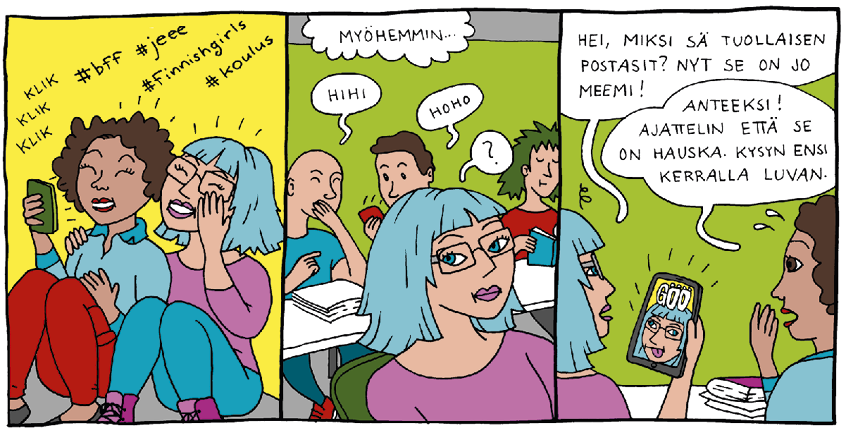 KLIK
KLIK
KLIK
#bff #jeee
#finnishgirls
#koulus
MYÖHEMMIN...
HIHI
HOHO
?
HEI, MIKSI SÄ TUOLLAISEN
POSTASIT? NYT SE ON JO
MEEMI!
ANTEEKSI!
AJATTELIN ETTÄ SE
ON HAUSKA. KYSYN ENSI
KERRALLA LUVAN.
GÖÖ